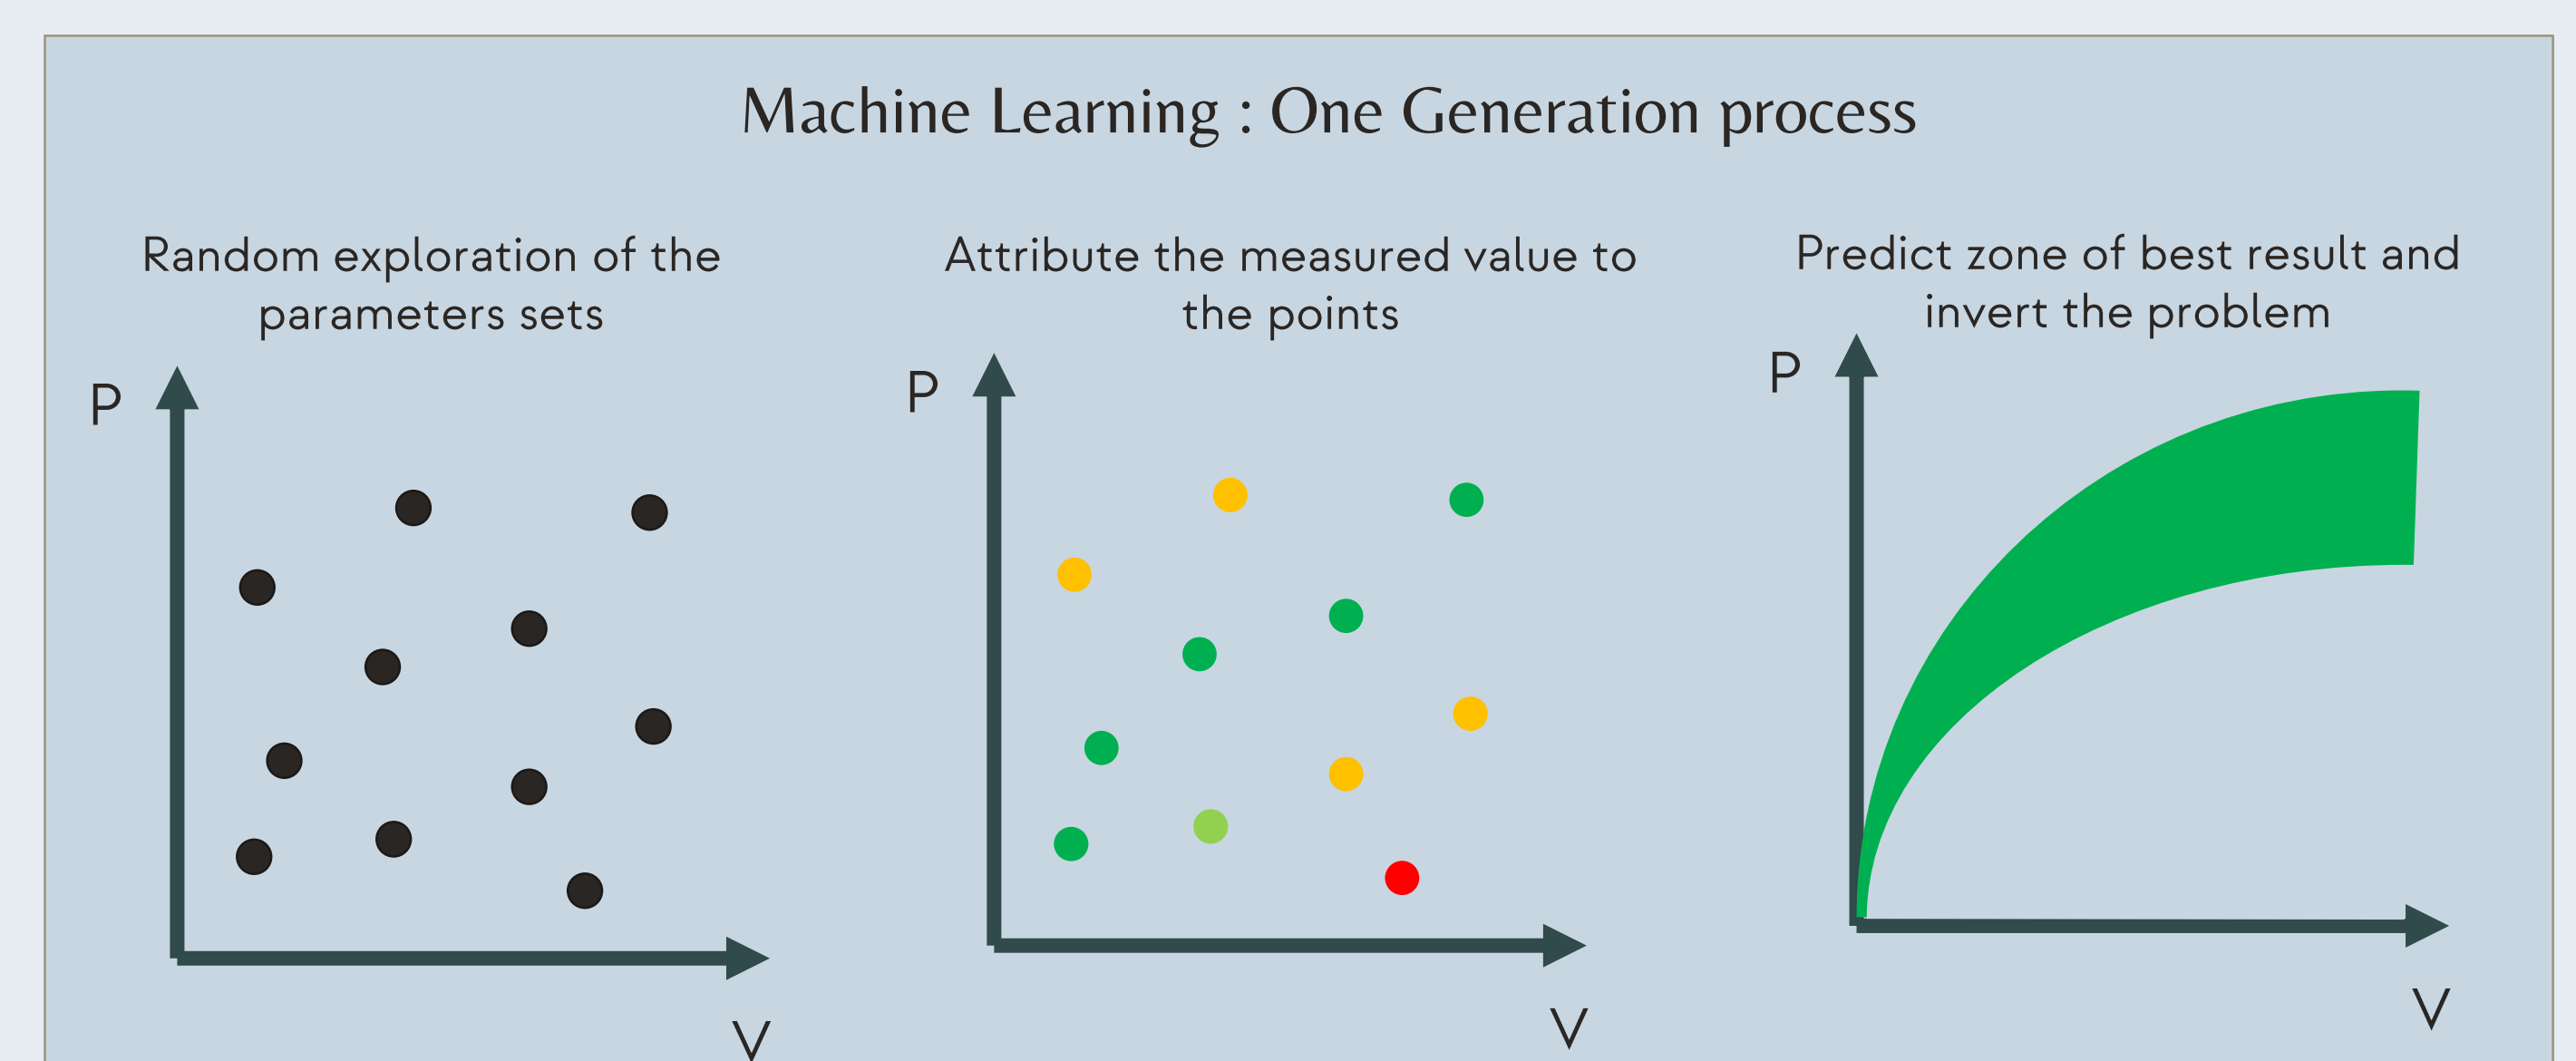 Machine Learning : One Generation process
Random exploration of the
parameters sets
P
V
Attribute the measured value to
the points
P
V
Predict zone of best result and
invert the problem
P
V